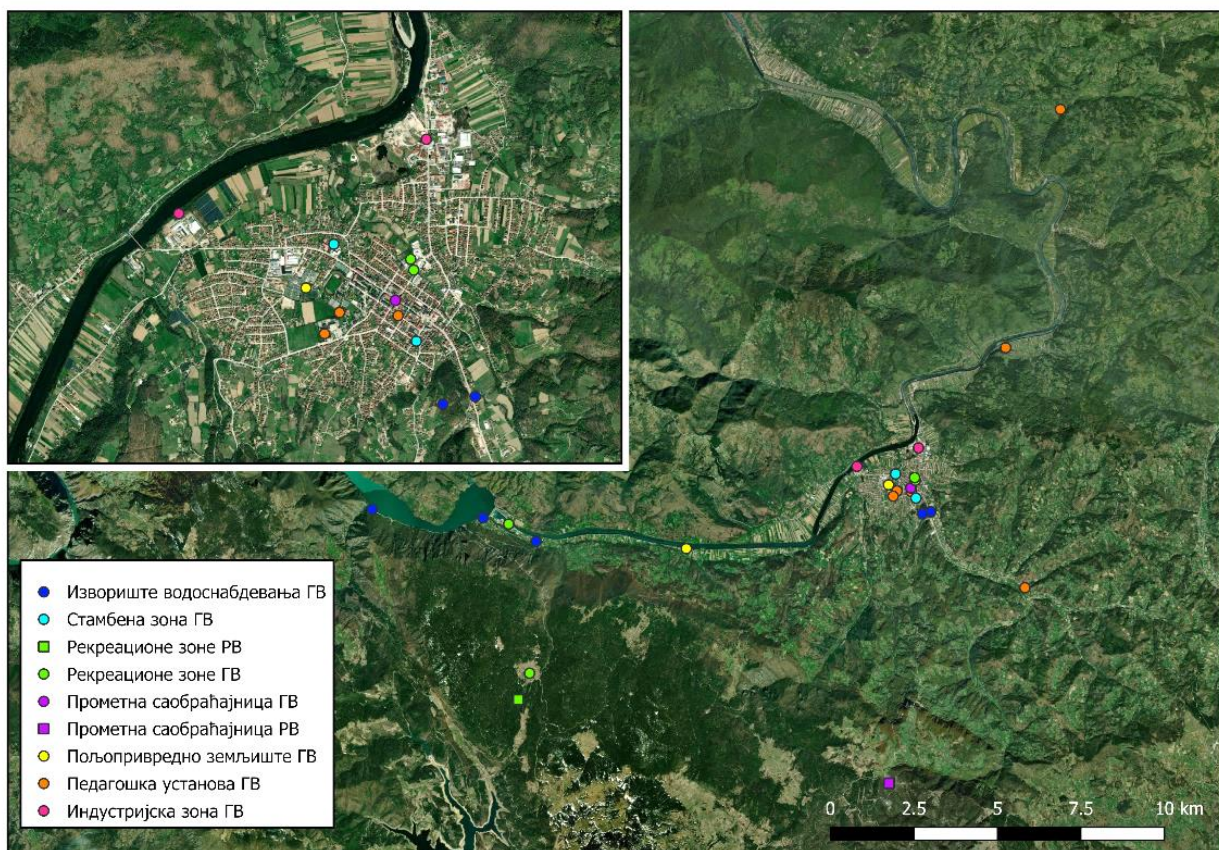 Извориште водоснабдевања ГВ
Стамбена зона ГВ
Рекреационе зоне РВ
Рекреационе зоне ГВ
Прометна саобраћајница ГВ
Прометна саобраћајница РВ
Пољопривредно земљиште ГВ
Педагошка установа ГВ
Индустријска зона ГВ
0 2.5 5 7.5 10 km